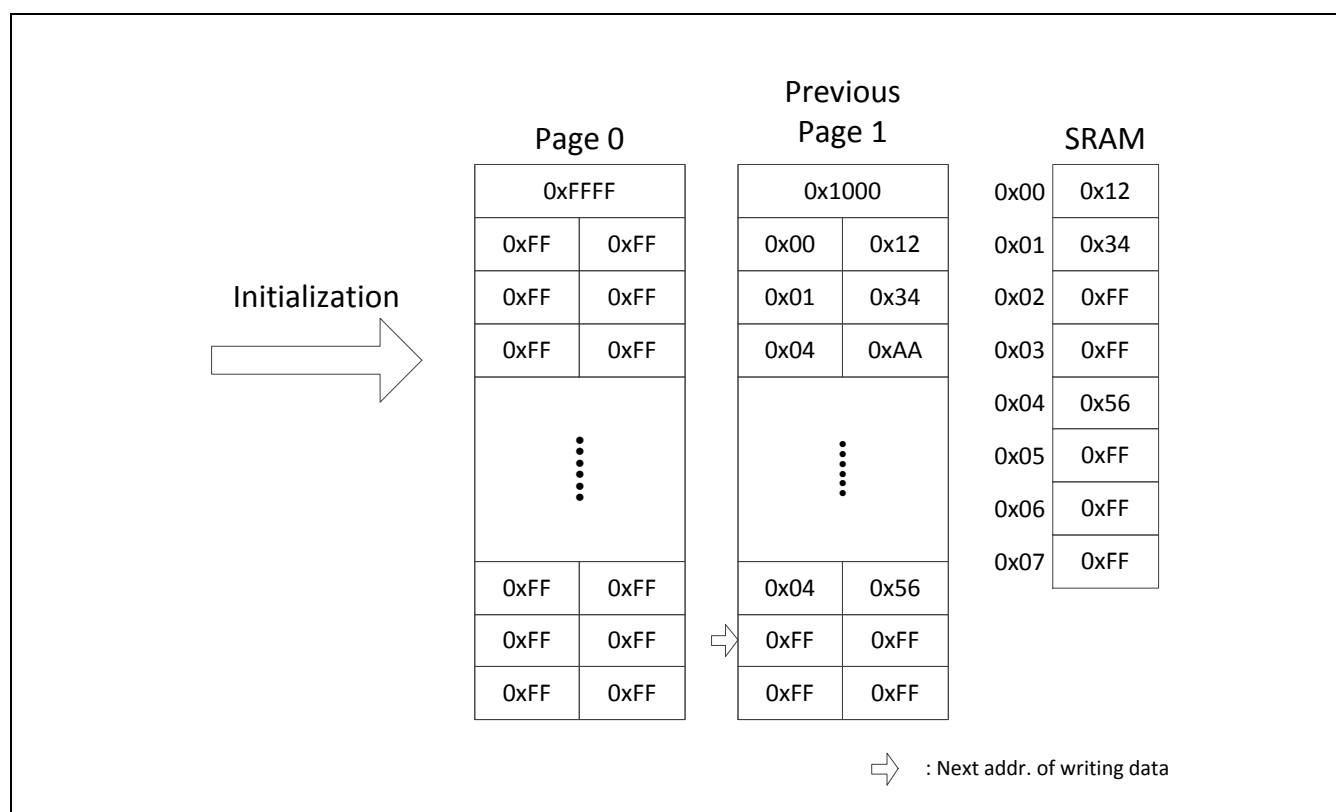 Previous
Page 0 Page 1 SRAM
0xFFFF 0x1000 0x00 0x12
0xFF 0xFF 0x00 0x12 0x01 0x34
Initialization 0xFF 0xFF 0x01 0x34 0x02 0xFF
0xFF 0xFF 0x04 0xAA 0x03 0xFF
0x04 0x56
0x05 0xFF
0x06 0xFF
0x07 0xFF
0xFF 0xFF 0x04 0x56
0xFF 0xFF 0xFF 0xFF
0xFF 0xFF 0xFF 0xFF
: Next addr. of writing data